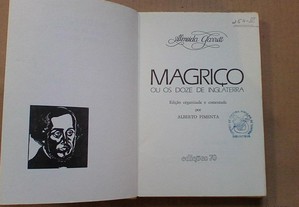 Almeida Garrett
MAGRIÇO
OU OS DOZE DE INGLATERRA
Edição organizada e comentada
por
ALBERTO PIMENTA
edições 70